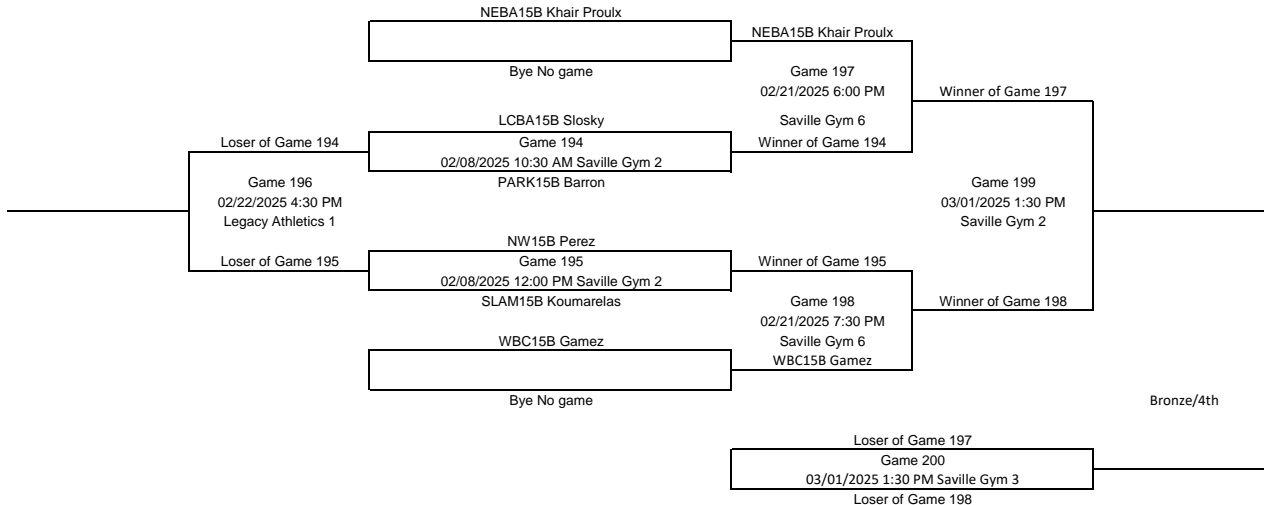 NEBA15B Khair Proulx
NEBA15B Khair Proulx
Bye No game
Game 197
02/21/2025 6:00 PM
Winner of Game 197
LCBA15B Slosky
Saville Gym 6
Loser of Game 194
Game 194
Winner of Game 194
02/08/2025 10:30 AM Saville Gym 2
Game 196
PARK15B Barron
Game 199
02/22/2025 4:30 PM
03/01/2025 1:30 PM
Legacy Athletics 1
Saville Gym 2
NW15B Perez
Loser of Game 195
Game 195
Winner of Game 195
02/08/2025 12:00 PM Saville Gym 2
SLAM15B Koumarelas
Game 198
Winner of Game 198
02/21/2025 7:30 PM
WBC15B Gamez
Saville Gym 6
WBC15B Gamez
Bye No game
Bronze/4th
Loser of Game 197
Game 200
03/01/2025 1:30 PM Saville Gym 3
Loser of Game 198